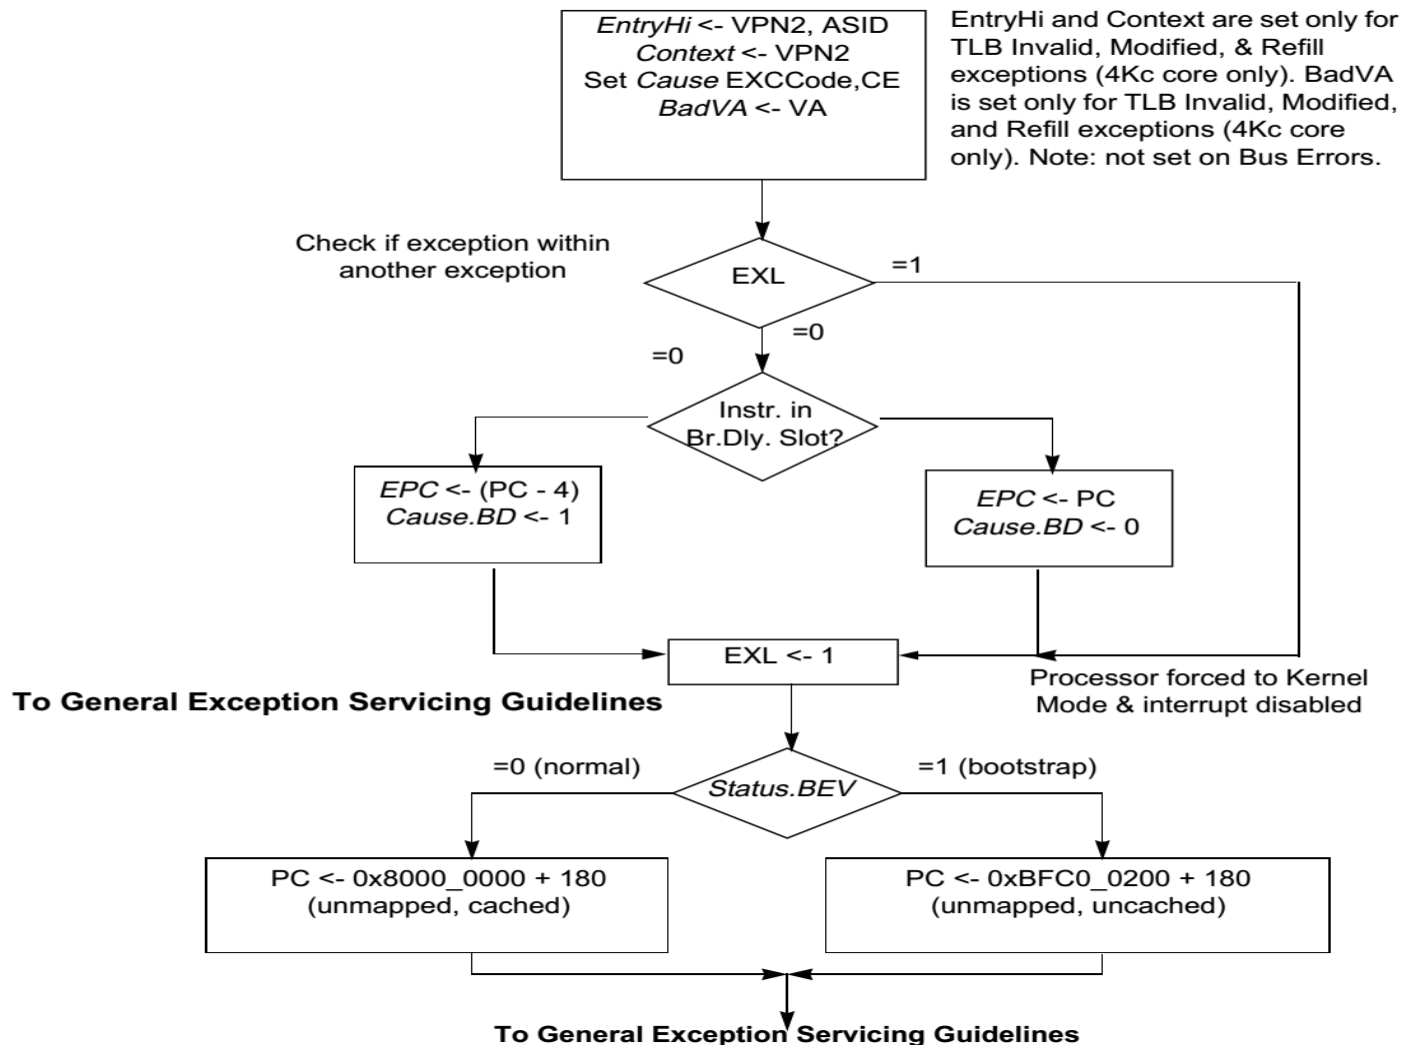 EntryHi <- VPN2, ASID
Context <- VPN2
Set Cause EXCCode,CE
BadVA <- VA
EntryHi and Context are set only for
TLB Invalid, Modified, & Refill
exceptions (4Kc core only). BadVA
is set only for TLB Invalid, Modified,
and Refill exceptions (4Kc core
only). Note: not set on Bus Errors.
Check if exception within
another exception
EXL
=1
=0
=0
Instr. in
Br.Dly. Slot?
EPC <- (PC - 4)
Cause.BD <- 1
EPC <- PC
Cause.BD <- 0
EXL <- 1
Processor forced to Kernel
Mode & interrupt disabled
To General Exception Servicing Guidelines
=0 (normal)
Status.BEV
=1 (bootstrap)
PC <- 0x8000_0000 + 180
(unmapped, cached)
PC <- 0xBFC0_0200 + 180
(unmapped, uncached)
To General Exception Servicing Guidelines